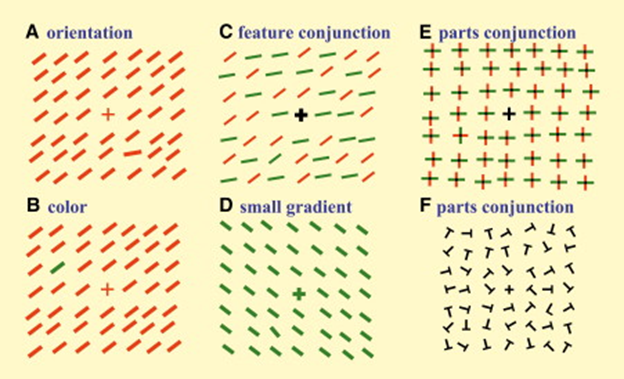 A orientation
C feature conjunction
E parts conjunction
B color
D small gradient
F parts conjunction